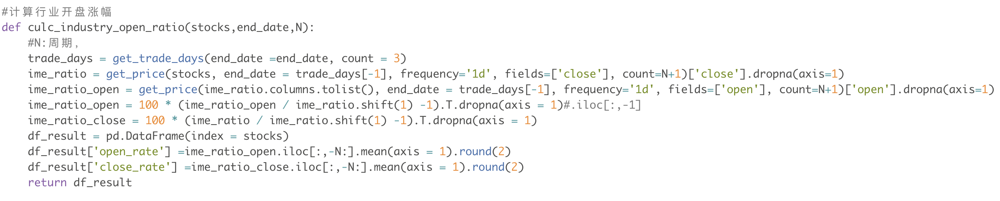 #计算行业开盘涨幅
def culc_industry_open_ratio(stocks,end_date,N):
    #N:周期,
    trade_days = get_trade_days(end_date =end_date, count = 3)
    ime_ratio = get_price(stocks, end_date = trade_days[-1], frequency='1d', fields=['close'], count=N+1)['close'].dropna(axis=1)
    ime_ratio_open = get_price(ime_ratio.columns.tolist(), end_date = trade_days[-1], frequency='1d', fields=['open'], count=N+1)['open'].dropna(axis=1)
    ime_ratio_open = 100 * (ime_ratio_open / ime_ratio.shift(1) -1).T.dropna(axis = 1)#.iloc[:,-1]
    ime_ratio_close = 100 * (ime_ratio / ime_ratio.shift(1) -1).T.dropna(axis = 1)
    df_result = pd.DataFrame(index = stocks)
    df_result['open_rate'] =ime_ratio_open.iloc[:,-N:].mean(axis = 1).round(2)
    df_result['close_rate'] =ime_ratio_close.iloc[:,-N:].mean(axis = 1).round(2)
    return df_result